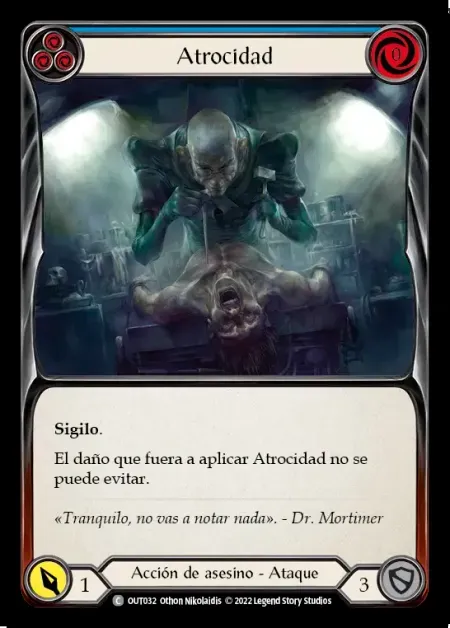 Atrocidad
0
Sigilo.
El daño que fuera a aplicar Atrocidad no se
puede evitar.
«Tranquilo, no vas a notar nada». - Dr. Mortimer
1
Acción de asesino - Ataque
3
C OUT032 Othon Nikolaidis © 2022 Legend Story Studios